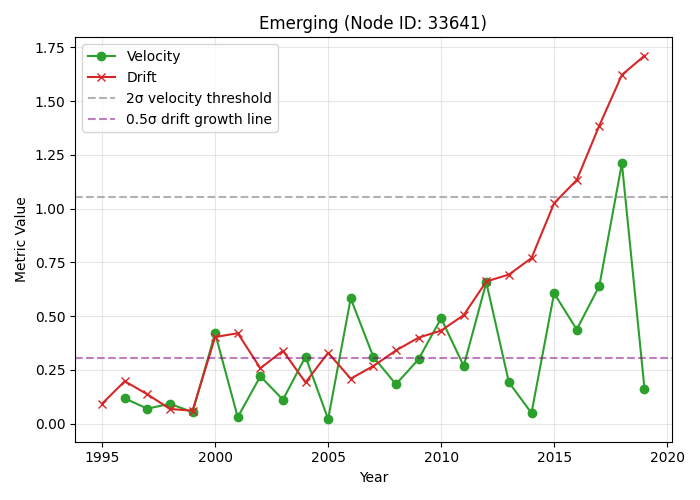 Emerging (Node ID: 33641)
Velocity
Drift
2σ velocity threshold
0.5σ drift growth line
Metric Value
1.75
1.50
1.25
1.00
0.75
0.50
0.25
0.00
1995
2000
2005
2010
2015
2020
Year